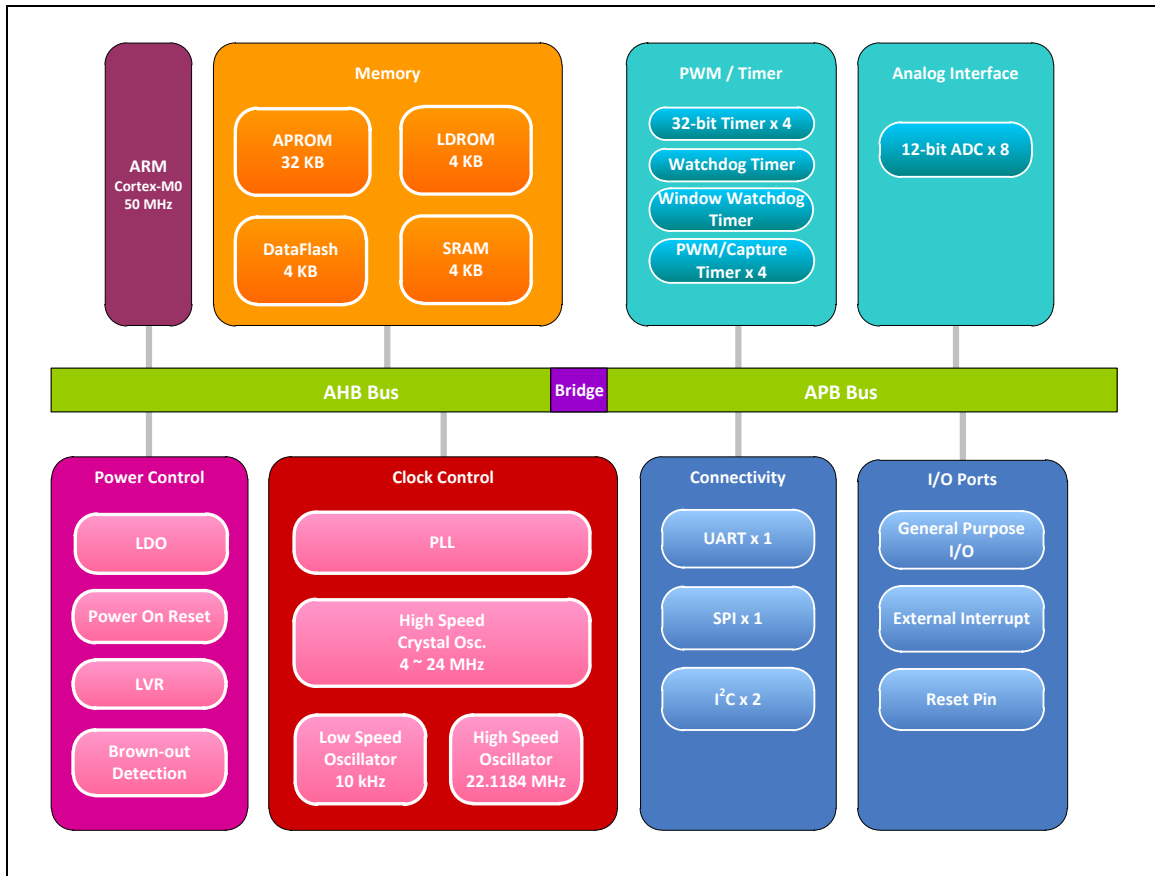 ARM
Cortex-M0
50 MHz
Memory
APROM
32 KB
LDROM
4 KB
DataFlash
4 KB
SRAM
4 KB
PWM / Timer
32-bit Timer x 4
Watchdog Timer
Window Watchdog
Timer
PWM/Capture
Timer x 4
Analog Interface
12-bit ADC x 8
AHB Bus
Bridge
APB Bus
Power Control
LDO
Power On Reset
LVR
Brown-out
Detection
Clock Control
PLL
High Speed
Crystal Osc.
4 ~ 24 MHz
Low Speed
Oscillator
10 kHz
High Speed
Oscillator
22.1184 MHz
Connectivity
UART x 1
SPI x 1
I²C x 2
I/O Ports
General Purpose
I/O
External Interrupt
Reset Pin